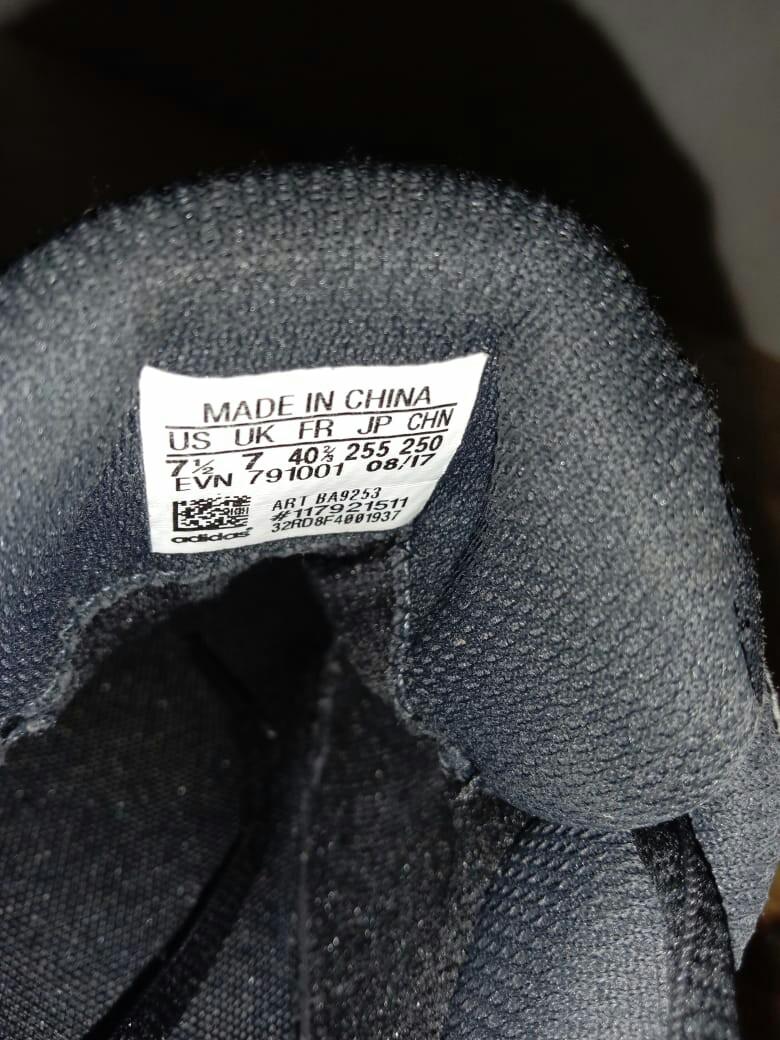 MADE IN CHINA
US UK FR JP CHN
7½ 7 40⅔ 255 250
EVN 791001 08/17
ART BA9253
#117921511
32RD8F4001937
adidas®